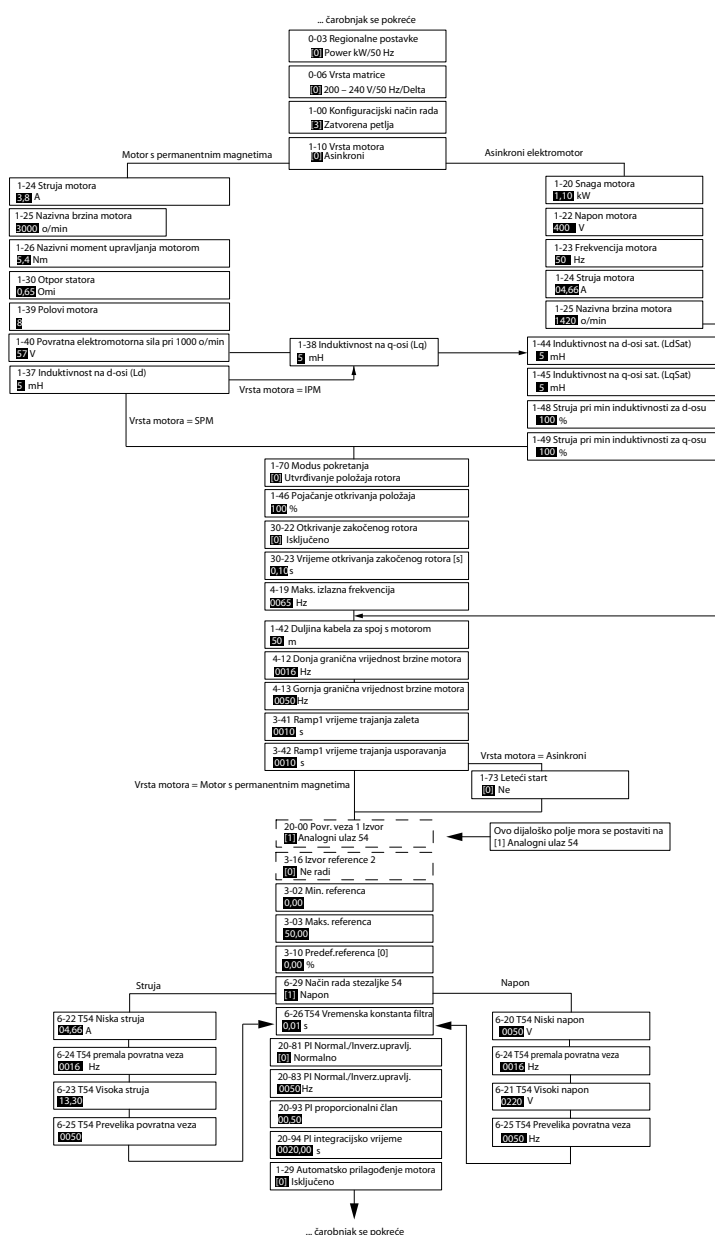 ... čarobnjak se pokreće
0-03 Regionalne postavke
[0] Power kW/50 Hz
0-06 Vrsta matrice
[0] 200 – 240 V/50 Hz/Delta
1-00 Konfiguracijski način rada
[3] Zatvorena petlja
1-10 Vrsta motora
[0] Asinkroni
Motor s permanentnim magnetima
Asinkroni elektromotor
1-24 Struja motora
3,8 A
1-25 Nazivna brzina motora
3000 o/min
1-26 Nazivni moment upravljanja motorom
5,4 Nm
1-30 Otpor statora
0,65 Omi
1-39 Polovi motora
8
1-40 Povratna elektromotorna sila pri 1000 o/min
57 V
1-37 Induktivnost na d-osi (Ld)
5 mH
1-20 Snaga motora
1,10 kW
1-22 Napon motora
400 V
1-23 Frekvencija motora
50 Hz
1-24 Struja motora
04,66 A
1-25 Nazivna brzina motora
1420 o/min
1-38 Induktivnost na q-osi (Lq)
5 mH
1-44 Induktivnost na d-osi sat. (LdSat)
5 mH
1-45 Induktivnost na q-osi sat. (LqSat)
5 mH
1-48 Struja pri min induktivnosti za d-osu
100 %
1-49 Struja pri min induktivnosti za q-osu
100 %
Vrsta motora = IPM
Vrsta motora = SPM
1-70 Modus pokretanja
[0] Utvrđivanje položaja rotora
1-46 Pojačanje otkrivanja položaja
100 %
30-22 Otkrivanje zakočenog rotora
[0] Isključeno
30-23 Vrijeme otkrivanja zakočenog rotora [s]
0,10 s
4-19 Maks. izlazna frekvencija
0065 Hz
1-42 Duljina kabela za spoj s motorom
50 m
4-12 Donja granična vrijednost brzine motora
0016 Hz
4-13 Gornja granična vrijednost brzine motora
0050 Hz
3-41 Ramp1 vrijeme trajanja zaleta
0010 s
3-42 Ramp1 vrijeme trajanja usporavanja
0010 s
Vrsta motora = Asinkroni
1-73 Leteći start
[0] Ne
Vrsta motora = Motor s permanentnim magnetima
20-00 Povr. veza 1 Izvor
[1] Analogni ulaz 54
Ovo dijaloško polje mora se postaviti na
[1] Analogni ulaz 54
3-16 Izvor reference 2
[0] Ne radi
3-02 Min. referenca
0,00
3-03 Maks. referenca
50,00
3-10 Predef.referenca [0]
0,00 %
Struja
6-29 Način rada stezaljke 54
[1] Napon
Napon
6-22 T54 Niska struja
04,66 A
6-24 T54 premala povratna veza
0016 Hz
6-23 T54 Visoka struja
13,30
6-25 T54 Prevelika povratna veza
0050
6-26 T54 Vremenska konstanta filtra
0,01 s
20-81 PI Normal./Inverz.upravlj.
[0] Normalno
20-83 PI Normal./Inverz.upravlj.
0050 Hz
20-93 PI proporcionalni član
00,50
20-94 PI integracijsko vrijeme
0020,00 s
1-29 Automatsko prilagođenje motora
[0] Isključeno
6-20 T54 Niski napon
0050 V
6-24 T54 premala povratna veza
0016 Hz
6-21 T54 Visoki napon
0220 V
6-25 T54 Prevelika povratna veza
0050 Hz
... čarobnjak se pokreće